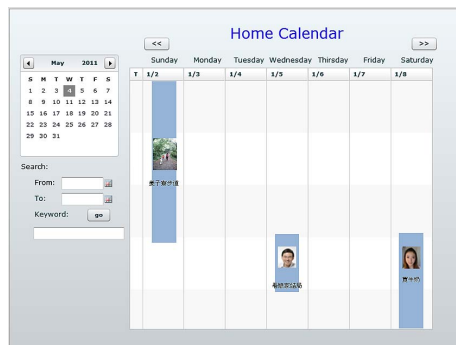 Home Calendar
<< >>
Sunday Monday Tuesday Wednesday Thirsday Friday Saturday
T 1/2 1/3 1/4 1/5 1/6 1/7 1/8
May 2011
S M T W T F S
1 2 3 4 5 6 7
8 9 10 11 12 13 14
15 16 17 18 19 20 21
22 23 24 25 26 27 28
29 30 31
Search:
From:
To:
Keyword: go